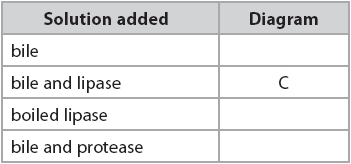 Solution added Diagram
bile
bile and lipase C
boiled lipase
bile and protease